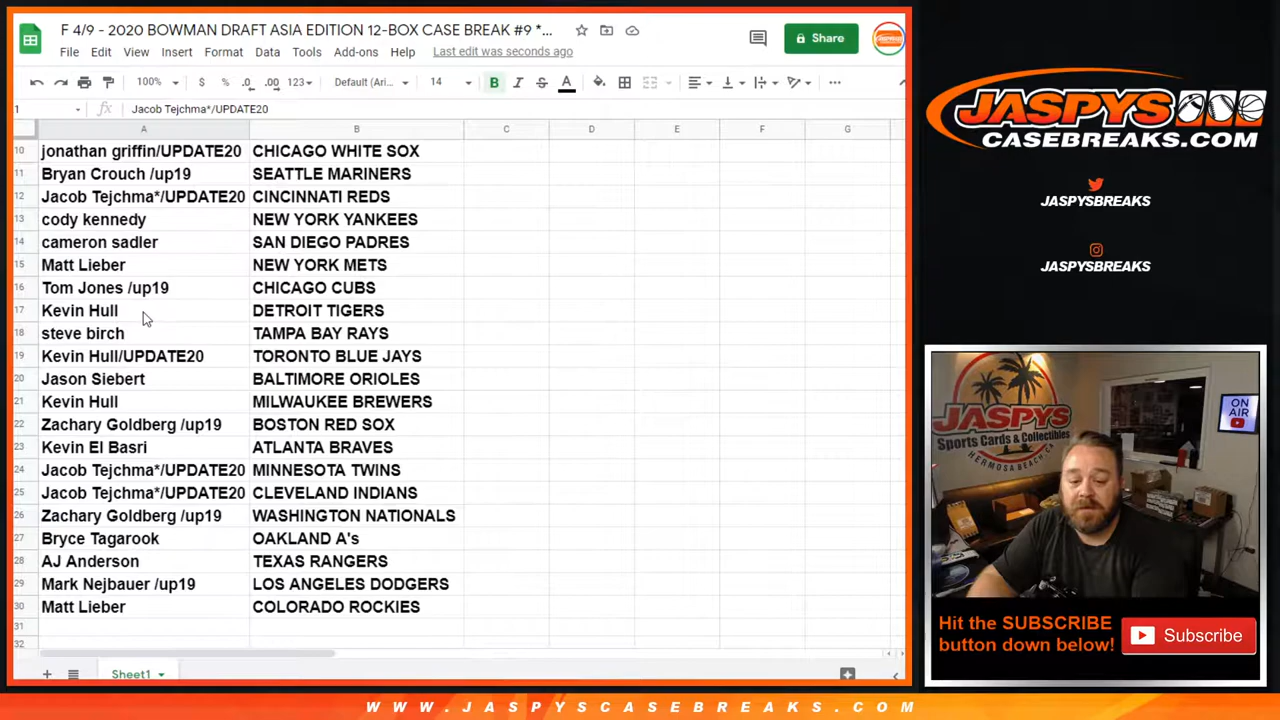 F 4/9 - 2020 BOWMAN DRAFT ASIA EDITION 12-BOX CASE BREAK #9 *...
File Edit View Insert Format Data Tools Add-ons Help Last edit was seconds ago
Share
100% $ % .0 .00 123 Default (Ari... 14 B I S A
1 fx Jacob Tejchma*/UPDATE20
A B C D E F G
10 jonathan griffin/UPDATE20 CHICAGO WHITE SOX
11 Bryan Crouch /up19 SEATTLE MARINERS
12 Jacob Tejchma*/UPDATE20 CINCINNATI REDS
13 cody kennedy NEW YORK YANKEES
14 cameron sadler SAN DIEGO PADRES
15 Matt Lieber NEW YORK METS
16 Tom Jones /up19 CHICAGO CUBS
17 Kevin Hull DETROIT TIGERS
18 steve birch TAMPA BAY RAYS
19 Kevin Hull/UPDATE20 TORONTO BLUE JAYS
20 Jason Siebert BALTIMORE ORIOLES
21 Kevin Hull MILWAUKEE BREWERS
22 Zachary Goldberg /up19 BOSTON RED SOX
23 Kevin El Basri ATLANTA BRAVES
24 Jacob Tejchma*/UPDATE20 MINNESOTA TWINS
25 Jacob Tejchma*/UPDATE20 CLEVELAND INDIANS
26 Zachary Goldberg /up19 WASHINGTON NATIONALS
27 Bryce Tagarook OAKLAND A's
28 AJ Anderson TEXAS RANGERS
29 Mark Nejbauer /up19 LOS ANGELES DODGERS
30 Matt Lieber COLORADO ROCKIES
31
32
Sheet1
JASPYS
CASEBREAKS.COM
JASPYSBREAKS
JASPYSBREAKS
JASPYS
Sports Cards & Collectibles
HERMOSA BEACH, CA
ON
AIR
Hit the SUBSCRIBE
button down below!
Subscribe
WWW.JASPYSCASEBREAKS.COM